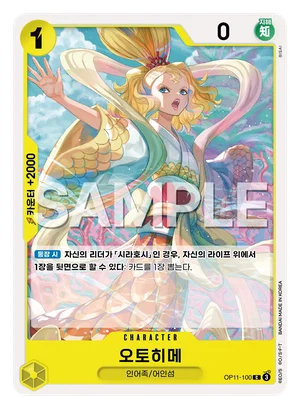 1
0
지혜
知
카운터 +2000
SAMPLE
등장 시 자신의 리더가 「시라호시」인 경우, 자신의 라이프 위에서
1장을 뒷면으로 할 수 있다: 카드를 1장 뽑는다.
CHARACTER
오토히메
인어족/어인섬
OP11-100 C